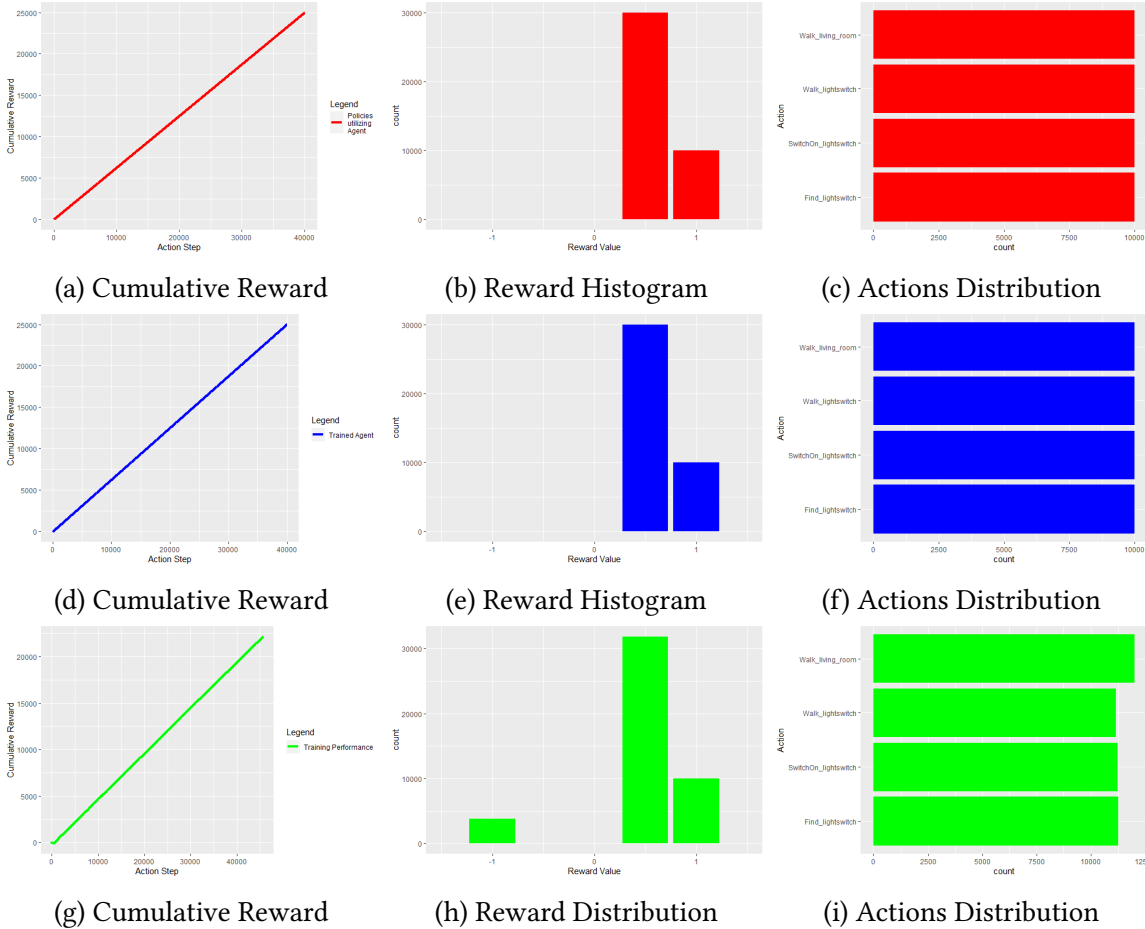 25000
20000
15000
10000
5000
0
Cumulative Reward
0 10000 20000 30000 40000
Action Step
Legend
Policies
utilizing
Agent
30000
20000
10000
0
count
-1 0 1
Reward Value
Walk_living_room
Walk_lightswitch
SwitchOn_lightswitch
Find_lightswitch
Action
0 2500 5000 7500 10000
count
(a) Cumulative Reward
(b) Reward Histogram
(c) Actions Distribution
25000
20000
15000
10000
5000
0
Cumulative Reward
0 10000 20000 30000 40000
Action Step
Legend
Trained Agent
30000
20000
10000
0
count
-1 0 1
Reward Value
Walk_living_room
Walk_lightswitch
SwitchOn_lightswitch
Find_lightswitch
Action
0 2500 5000 7500 10000
count
(d) Cumulative Reward
(e) Reward Histogram
(f) Actions Distribution
20000
15000
10000
5000
0
Cumulative Reward
0 10000 20000 30000 40000
Action Step
Legend
Training Performance
30000
20000
10000
0
count
-1 0 1
Reward Value
Walk_living_room
Walk_lightswitch
SwitchOn_lightswitch
Find_lightswitch
Action
0 2500 5000 7500 10000
count
(g) Cumulative Reward
(h) Reward Distribution
(i) Actions Distribution